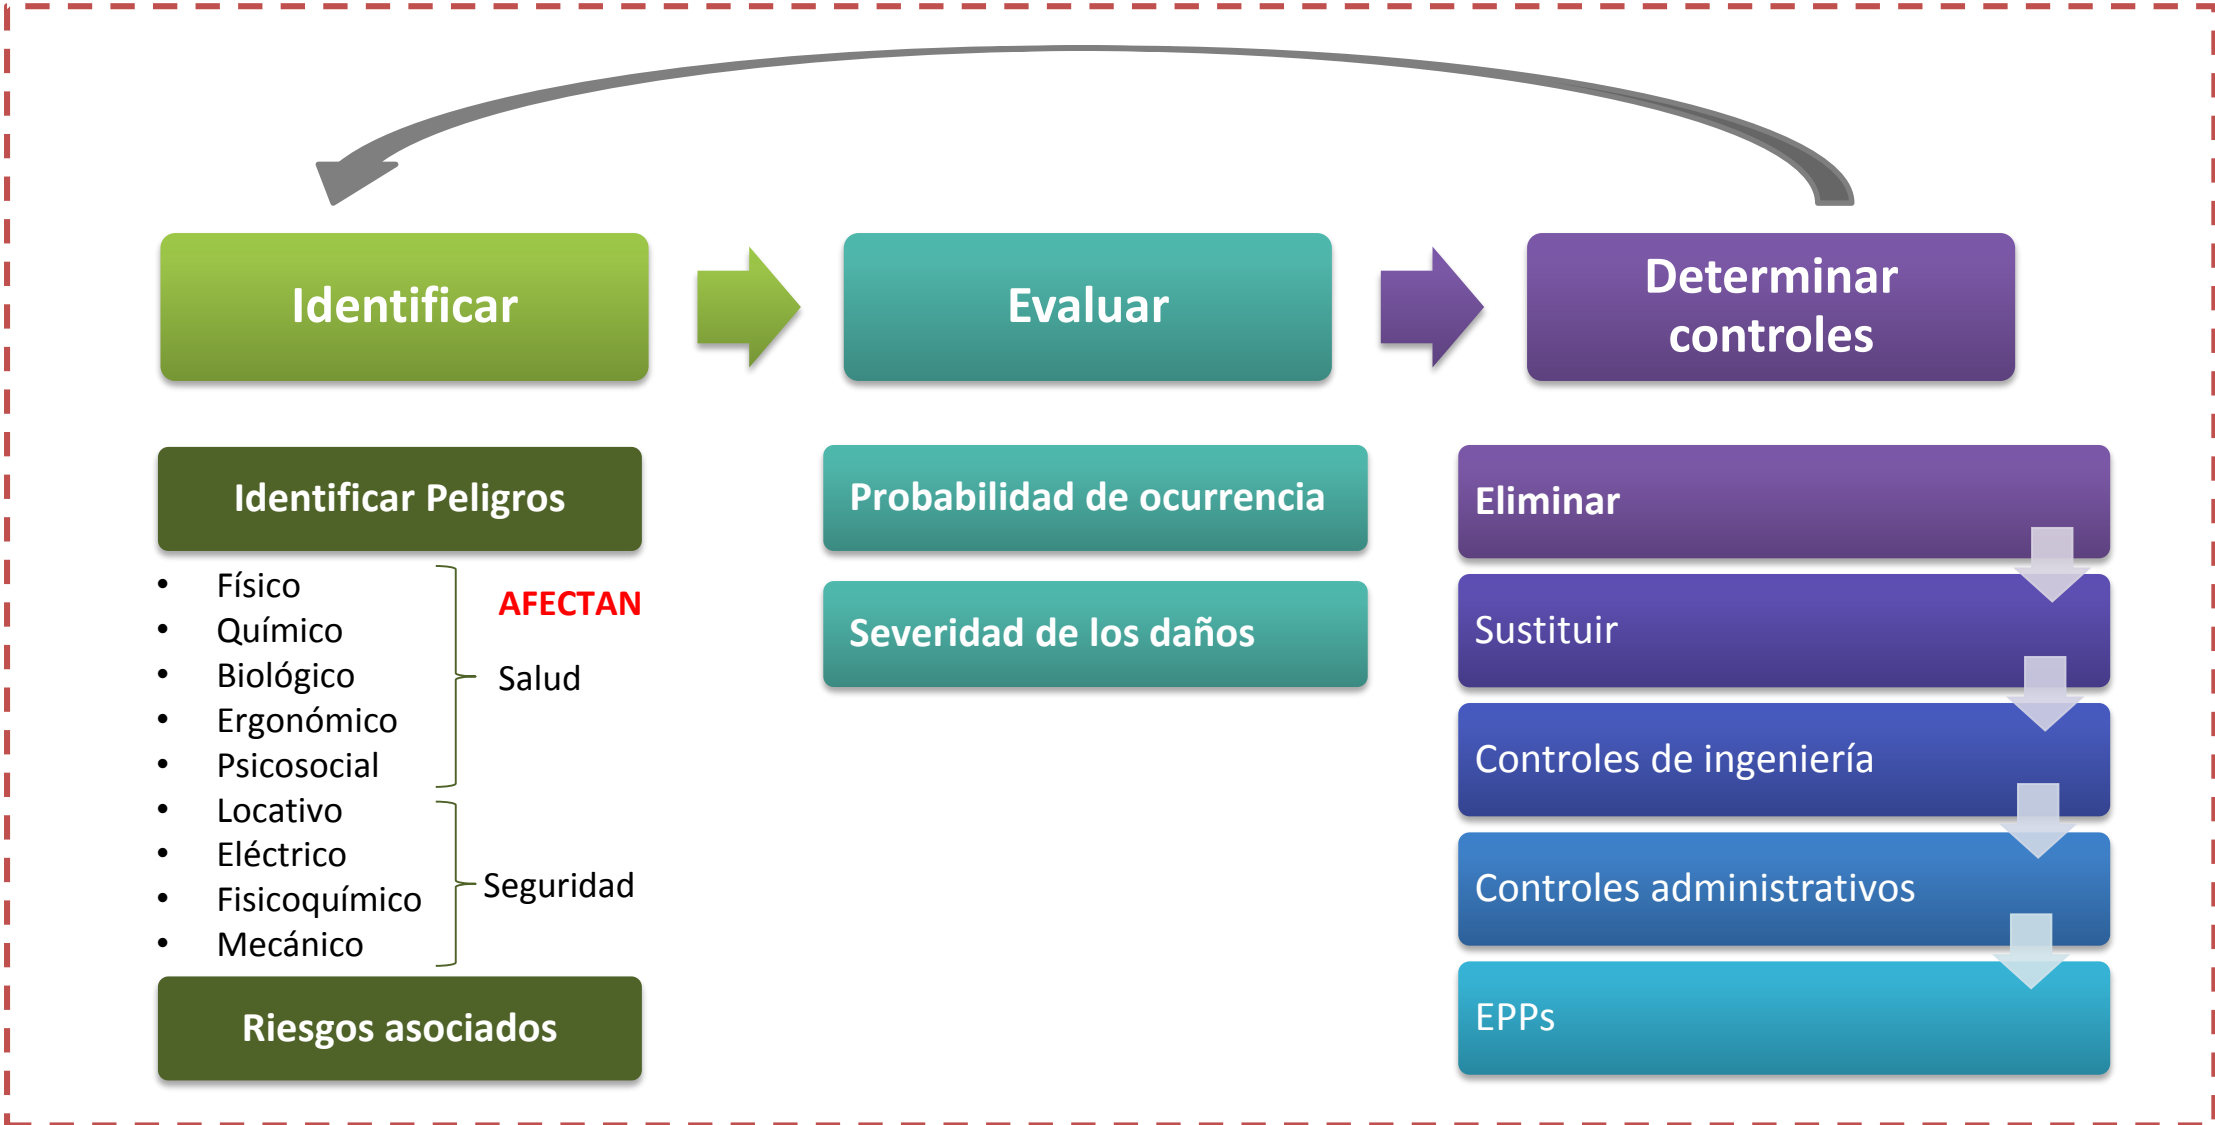 Identificar
Evaluar
Determinar
controles
Identificar Peligros
• Físico
• Químico
• Biológico
• Ergonómico
• Psicosocial
• Locativo
• Eléctrico
• Fisicoquímico
• Mecánico
AFECTAN
Salud
Seguridad
Riesgos asociados
Probabilidad de ocurrencia
Severidad de los daños
Eliminar
Sustituir
Controles de ingeniería
Controles administrativos
EPPs